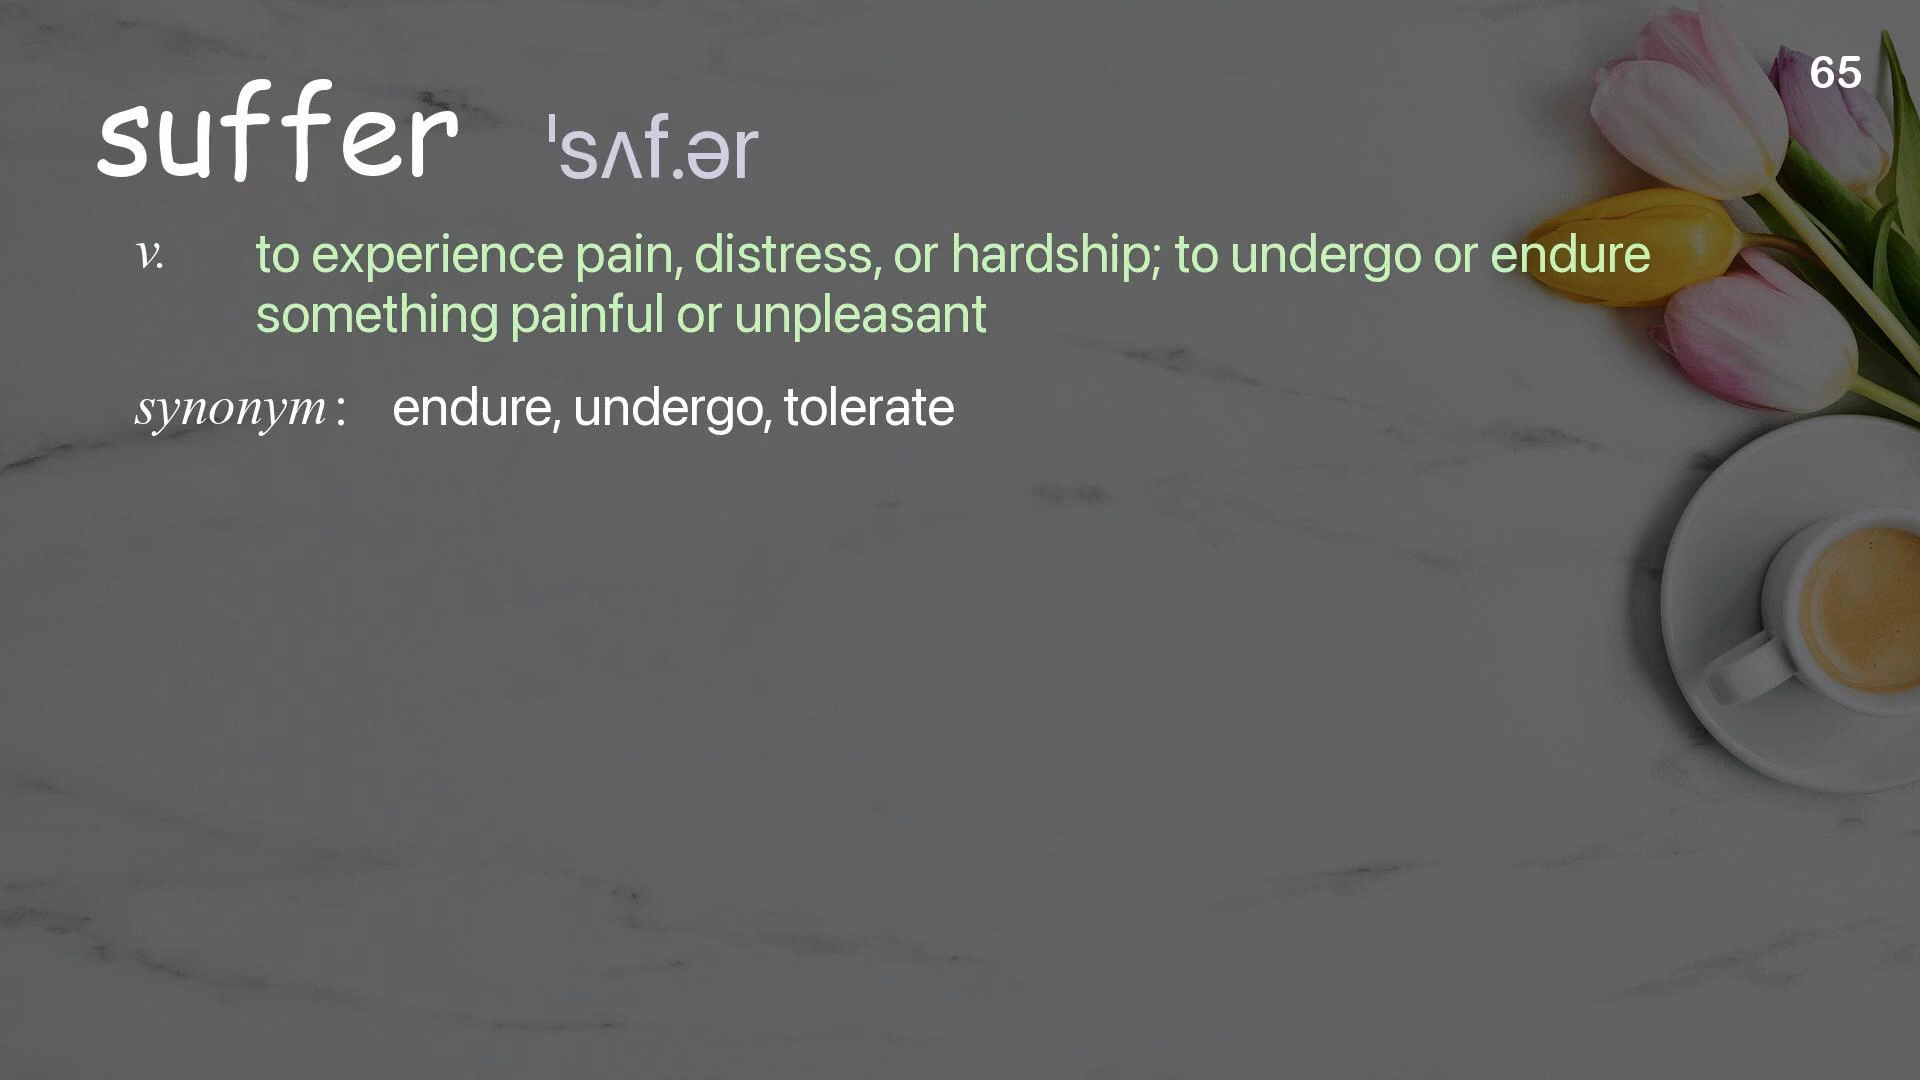 65
suffer ˈsʌf.ər
v. to experience pain, distress, or hardship; to undergo or endure
something painful or unpleasant
synonym: endure, undergo, tolerate